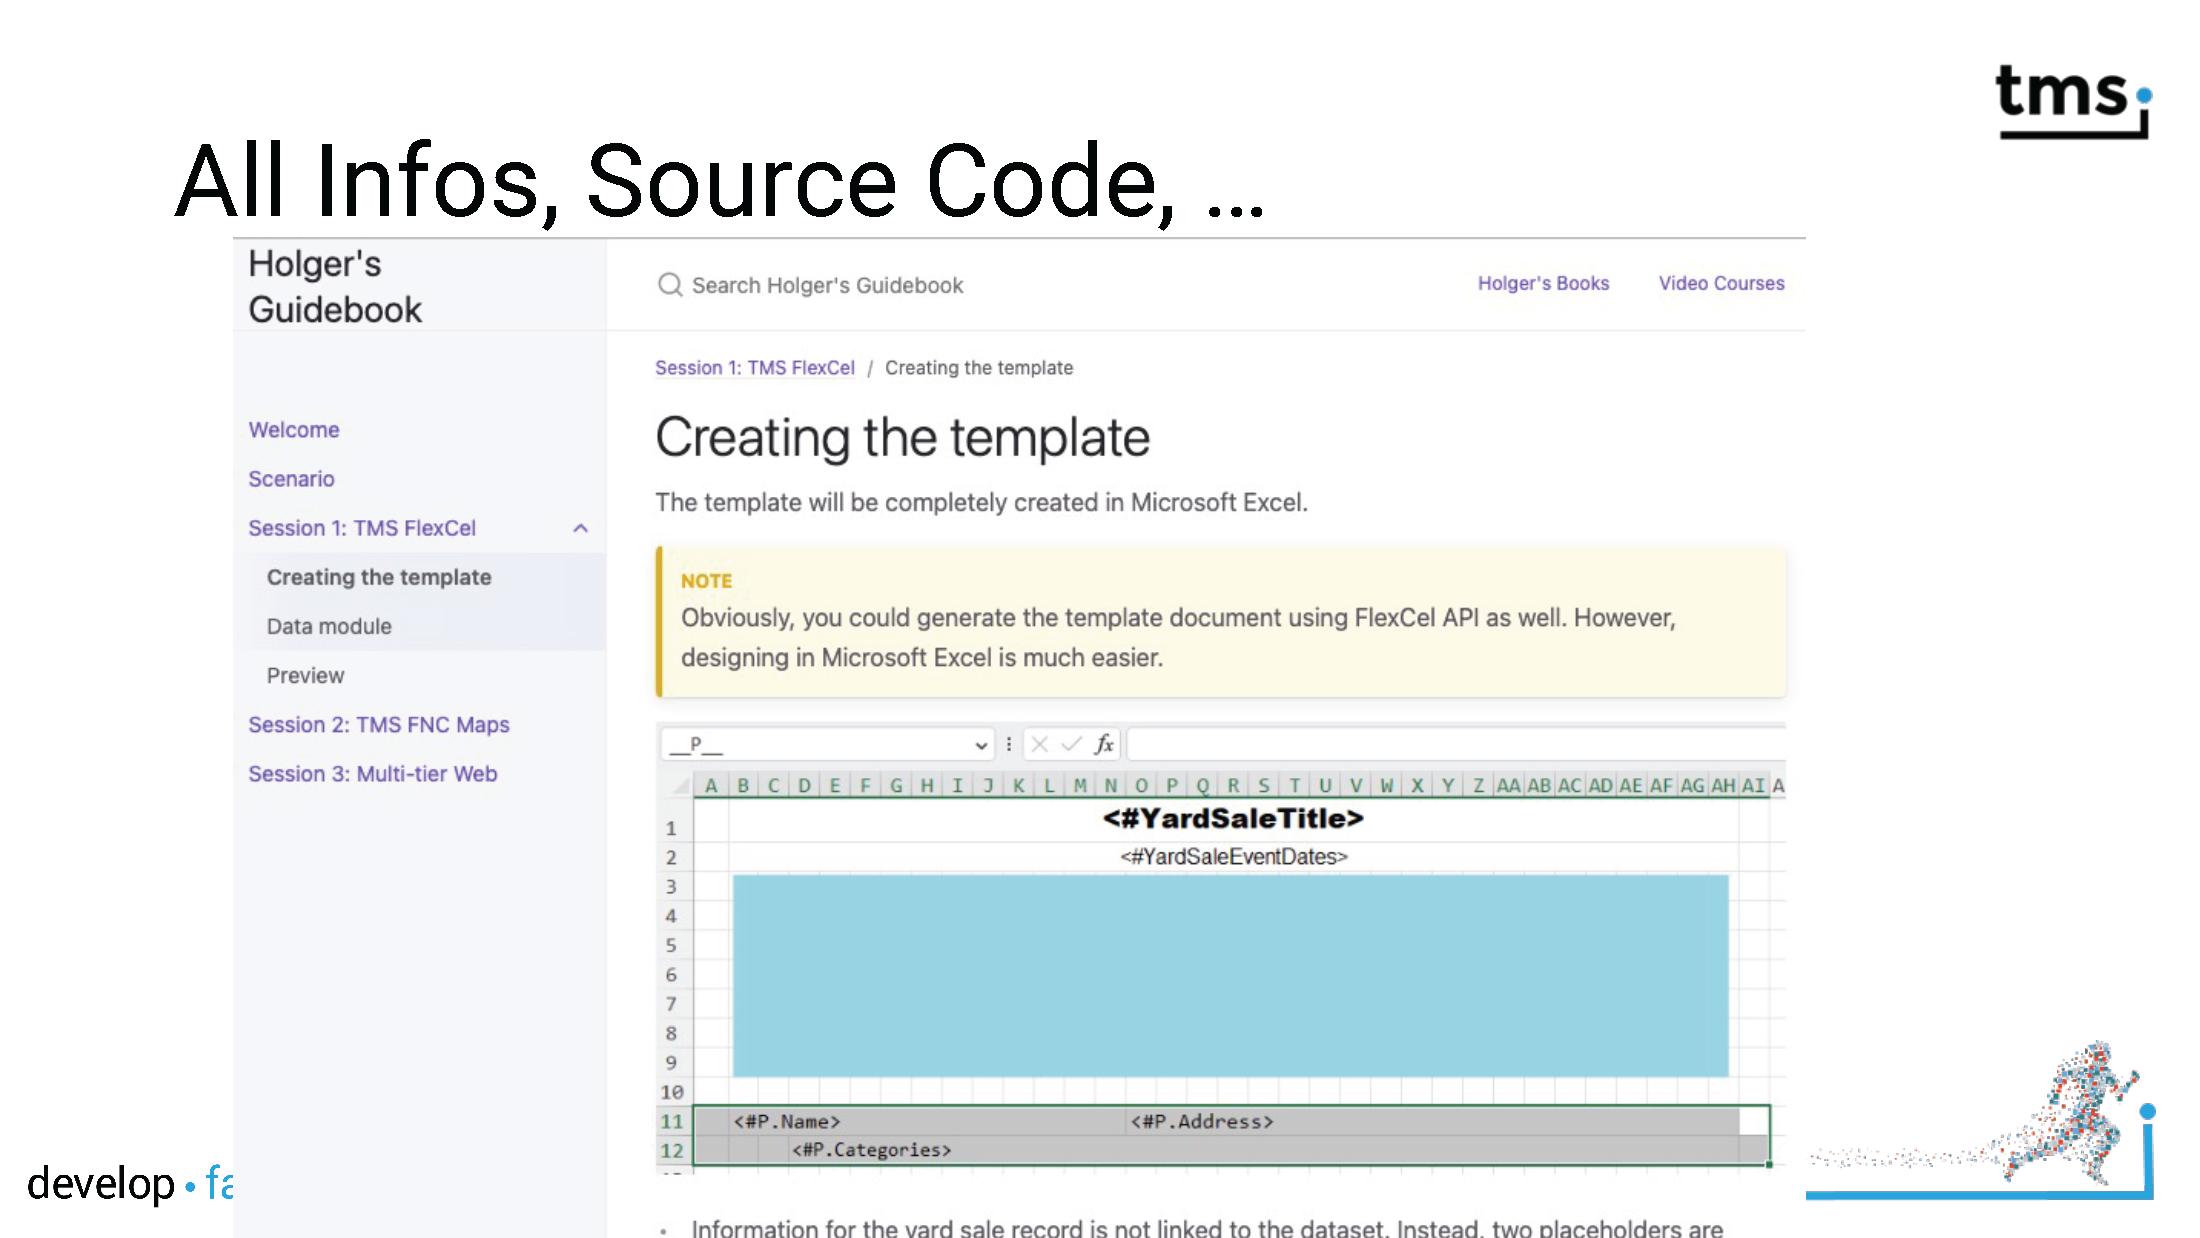 tms
All Infos, Source Code, ...
Holger's
Guidebook
Search Holger's Guidebook
Holger's Books
Video Courses
Welcome
Scenario
Session 1: TMS FlexCel
Creating the template
Data module
Preview
Session 2: TMS FNC Maps
Session 3: Multi-tier Web
Session 1: TMS FlexCel / Creating the template
Creating the template
The template will be completely created in Microsoft Excel.
NOTE
Obviously, you could generate the template document using FlexCel API as well. However,
designing in Microsoft Excel is much easier.
__P__ fx
A B C D E F G H I J K L M N O P Q R S T U V W X Y Z AA AB AC AD AE AF AG AH AI A
1 <#YardSaleTitle>
2 <#YardSaleEventDates>
3
4
5
6
7
8
9
10
11 <#P.Name> <#P.Address>
12 <#P.Categories>
• Information for the yard sale record is not linked to the dataset. Instead, two placeholders are
develop • fa